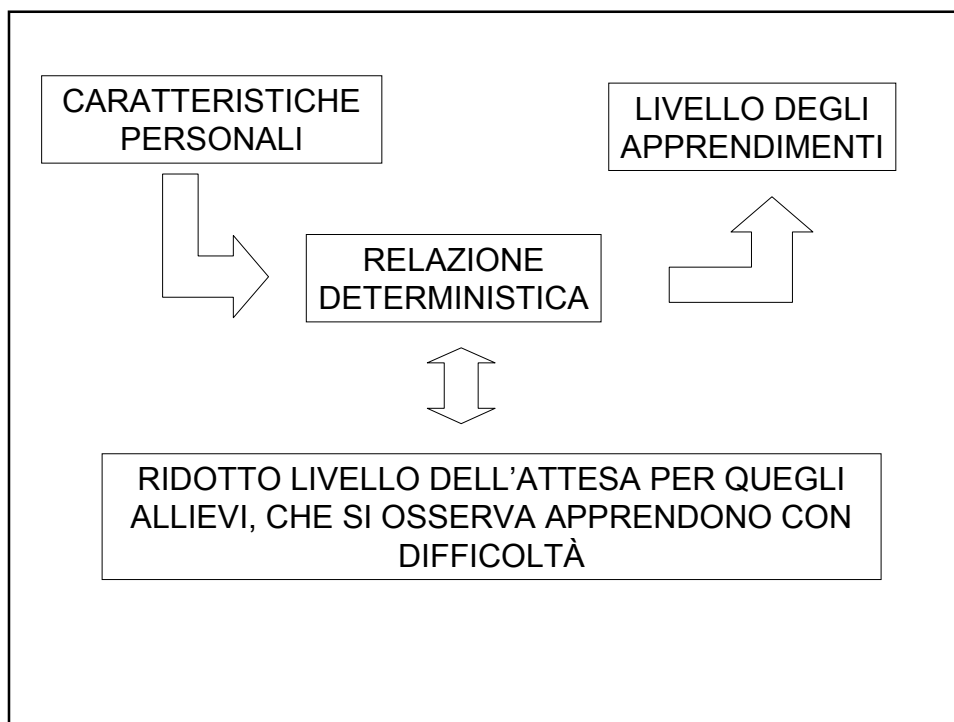 CARATTERISTICHE
PERSONALI
LIVELLO DEGLI
APPRENDIMENTI
RELAZIONE
DETERMINISTICA
RIDOTTO LIVELLO DELL’ATTESA PER QUEGLI
ALLIEVI, CHE SI OSSERVA APPRENDONO CON
DIFFICOLTÀ